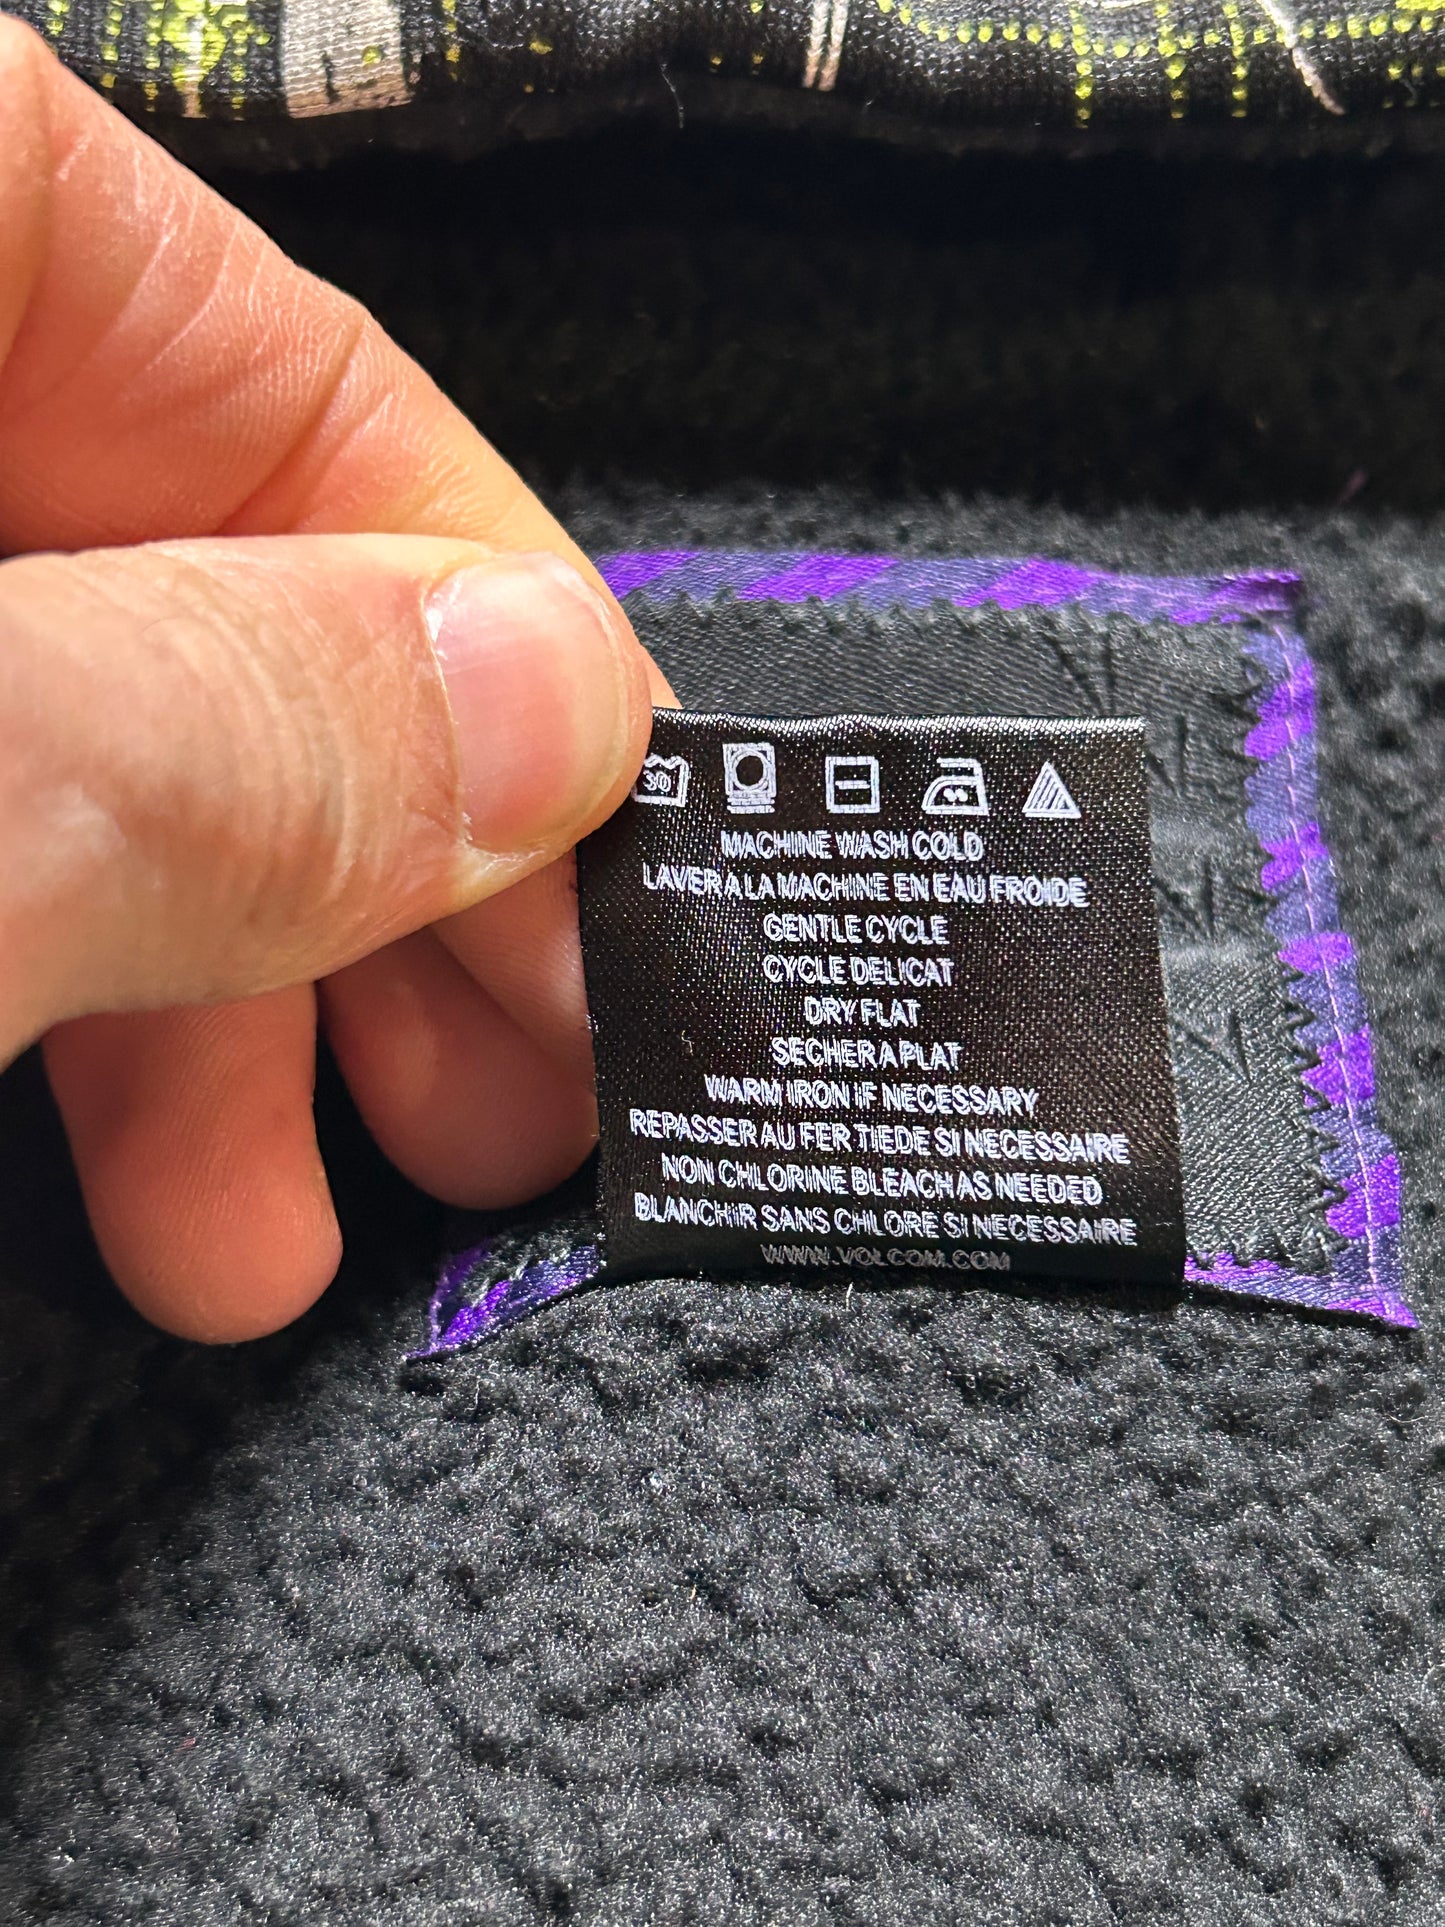 30
MACHINE WASH COLD
LAVER A LA MACHINE EN EAU FROIDE
GENTLE CYCLE
CYCLE DELICAT
DRY FLAT
SECHER A PLAT
WARM IRON IF NECESSARY
REPASSER AU FER TIEDE SI NECESSAIRE
NON CHLORINE BLEACH AS NEEDED
BLANCHIR SANS CHLORE SI NECESSAIRE
WWW.VOLCOM.COM